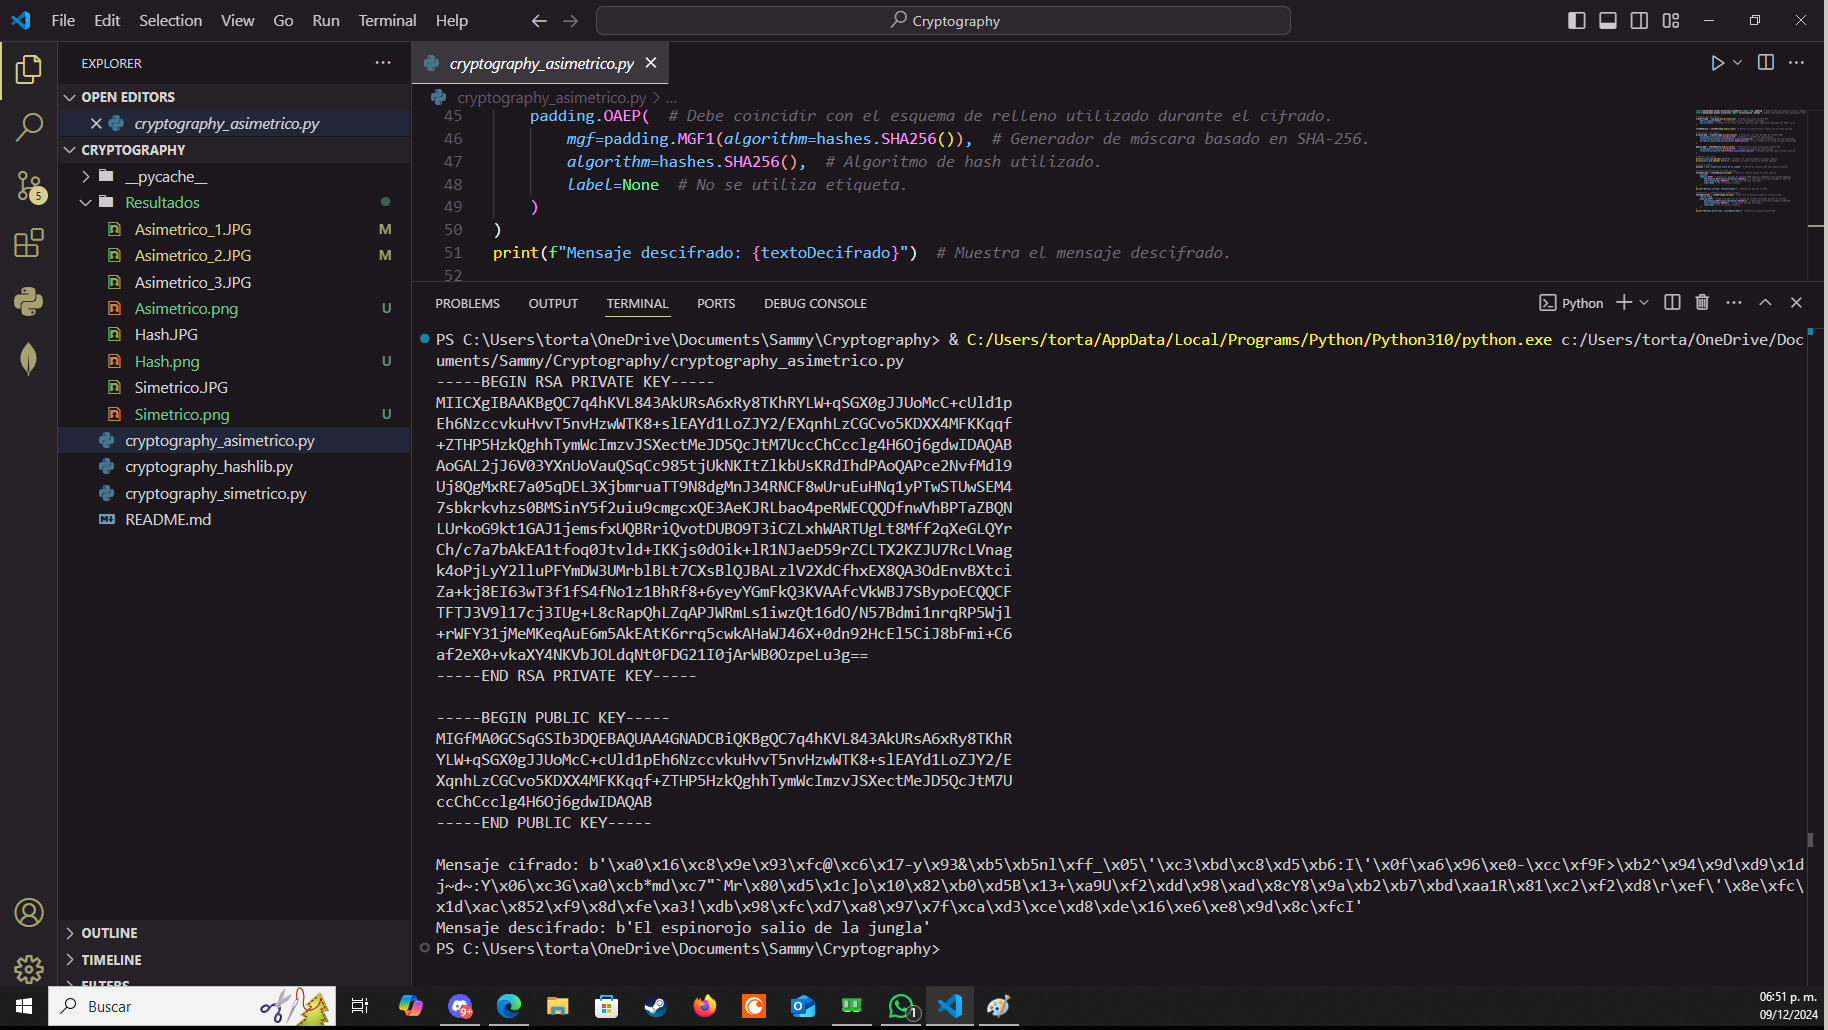 File Edit Selection View Go Run Terminal Help
Cryptography
EXPLORER
OPEN EDITORS
cryptography_asimetrico.py
CRYPTOGRAPHY
__pycache__
Resultados
Asimetrico_1.JPG M
Asimetrico_2.JPG M
Asimetrico_3.JPG
Asimetrico.png U
Hash.JPG
Hash.png U
Simetrico.JPG
Simetrico.png U
cryptography_asimetrico.py
cryptography_hashlib.py
cryptography_simetrico.py
README.md
OUTLINE
TIMELINE
FILTERS
5
cryptography_asimetrico.py
cryptography_asimetrico.py > ...
45 padding.OAEP( # Debe coincidir con el esquema de relleno utilizado durante el cifrado.
46 mgf=padding.MGF1(algorithm=hashes.SHA256()), # Generador de máscara basado en SHA-256.
47 algorithm=hashes.SHA256(), # Algoritmo de hash utilizado.
48 label=None # No se utiliza etiqueta.
49 )
50 )
51 print(f"Mensaje descifrado: {textoDecifrado}") # Muestra el mensaje descifrado.
52
PROBLEMS OUTPUT TERMINAL PORTS DEBUG CONSOLE
Python
PS C:\Users\torta\OneDrive\Documents\Sammy\Cryptography> & C:/Users/torta/AppData/Local/Programs/Python/Python310/python.exe c:/Users/torta/OneDrive/Doc
uments/Sammy/Cryptography/cryptography_asimetrico.py
-----BEGIN RSA PRIVATE KEY-----
MIICXgIBAAKBgQC7q4hKVL843AkURsA6xRy8TKhRYLW+qSGX0gJJUoMcC+cUld1p
Eh6NzccvkuHvvT5nvHzwWTK8+slEAYd1LoZJY2/EXqnhLzCGCvo5KDXX4MFKKqqf
+ZTHP5HzkQghhTymWcImzvJSXectMeJD5QcJtM7UccChCcclg4H6Oj6gdwIDAQAB
AoGAL2jJ6V03YXnUoVauQSqCc985tjUkNKItZlkbUsKRdIhdPAoQAPce2NvfMdl9
Uj8QgMxRE7a05qDEL3XjbmruaTT9N8dgMnJ34RNCF8wUruEuHNq1yPTwSTUwSEM4
7sbkrkvhzs0BMSinY5f2uiu9cmgcxQE3AeKJRLbao4peRWECQQDfnwVhBPTaZBQN
LUrkoG9kt1GAJ1jemsfxUQBRriQvotDUBO9T3iCZLxhWARTUgLt8Mff2qXeGLQYr
Ch/c7a7bAkEA1tfoq0Jtvld+IKKjs0dOik+lR1NJaeD59rZCLTX2KZJU7RcLVnag
k4oPjLyY2lluPFYmDW3UMrblBLt7CXsBlQJBALzlV2XdCfhxEX8QA3OdEnvBXtci
Za+kj8EI63wT3f1fS4fNo1z1BhRf8+6yeyYGmFkQ3KVAAfcVkWBJ7SBypoECQQCF
TFTJ3V9l17cj3IUg+L8cRapQhLZqAPJWRmLs1iwzQt16dO/N57Bdmi1nrqRP5Wjl
+rWFY31jMeMKeqAuE6m5AkEAtK6rrq5cwkAHaWJ46X+0dn92HcEl5CiJ8bFmi+C6
af2eX0+vkaXY4NKVbJOLdqNt0FDG21I0jArWB0OzpeLu3g==
-----END RSA PRIVATE KEY-----
-----BEGIN PUBLIC KEY-----
MIGfMA0GCSqGSIb3DQEBAQUAA4GNADCBiQKBgQC7q4hKVL843AkURsA6xRy8TKhR
YLW+qSGX0gJJUoMcC+cUld1pEh6NzccvkuHvvT5nvHzwWTK8+slEAYd1LoZJY2/E
XqnhLzCGCvo5KDXX4MFKKqqf+ZTHP5HzkQghhTymWcImzvJSXectMeJD5QcJtM7U
ccChCcclg4H6Oj6gdwIDAQAB
-----END PUBLIC KEY-----
Mensaje cifrado: b'\xa0\x16\xc8\x9e\x93\xfc@\xc6\x17-y\x93&\xb5\xb5nl\xff_\x05\'\xc3\xbd\xc8\xd5\xb6:I\'\x0f\xa6\x96\xe0-\xcc\xf9F>\xb2^\x94\x9d\xd9\x1d
j~d~:Y\x06\xc3G\xa0\xcb*md\xc7"`Mr\x80\xd5\x1c]o\x10\x82\xb0\xd5B\x13+\xa9U\xf2\xdd\x98\xad\x8cY8\x9a\xb2\xb7\xbd\xaa1R\x81\xc2\xf2\xd8\r\xef\'\x8e\xfc\
x1d\xac\x852\xf9\x8d\xfe\xa3!\xdb\x98\xfc\xd7\xa8\x97\x7f\xca\xd3\xce\xd8\xde\x16\xe6\xe8\x9d\x8c\xfcI'
Mensaje descifrado: b'El espinorojo salio de la jungla'
PS C:\Users\torta\OneDrive\Documents\Sammy\Cryptography>
Buscar
9+
1
06:51 p. m.
09/12/2024